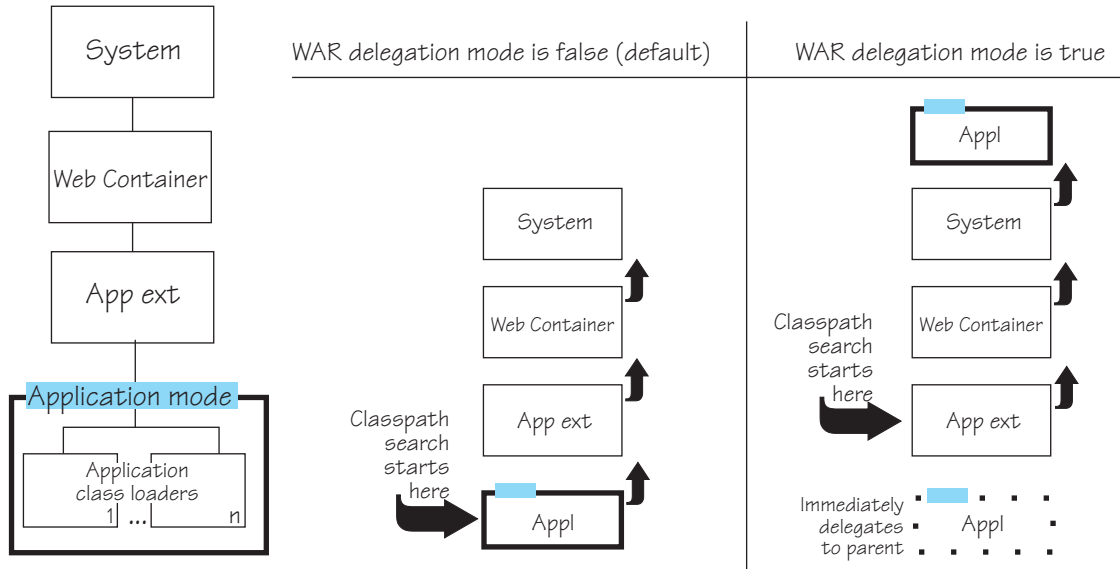 System
Web Container
App ext
Application mode
Application
class loaders
1 ... n
WAR delegation mode is false (default)
System
Web Container
App ext
Classpath
search
starts
here
Appl
WAR delegation mode is true
Appl
System
Web Container
Classpath
search
starts
here
App ext
Immediately
delegates
to parent
Appl